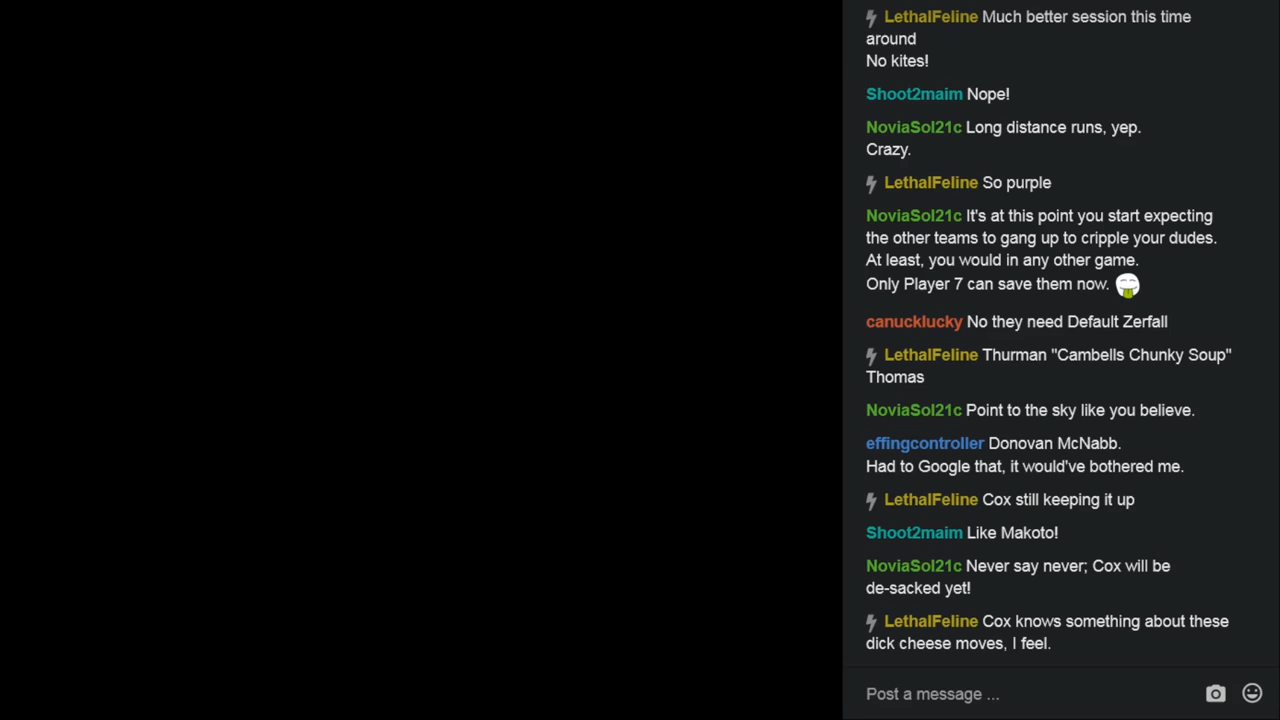 LethalFeline Much better session this time
around
No kites!
Shoot2maim Nope!
NoviaSol21c Long distance runs, yep.
Crazy.
LethalFeline So purple
NoviaSol21c It's at this point you start expecting
the other teams to gang up to cripple your dudes.
At least, you would in any other game.
Only Player 7 can save them now.
canucklucky No they need Default Zerfall
LethalFeline Thurman "Cambells Chunky Soup"
Thomas
NoviaSol21c Point to the sky like you believe.
effingcontroller Donovan McNabb.
Had to Google that, it would've bothered me.
LethalFeline Cox still keeping it up
Shoot2maim Like Makoto!
NoviaSol21c Never say never; Cox will be
de-sacked yet!
LethalFeline Cox knows something about these
dick cheese moves, I feel.
Post a message ...